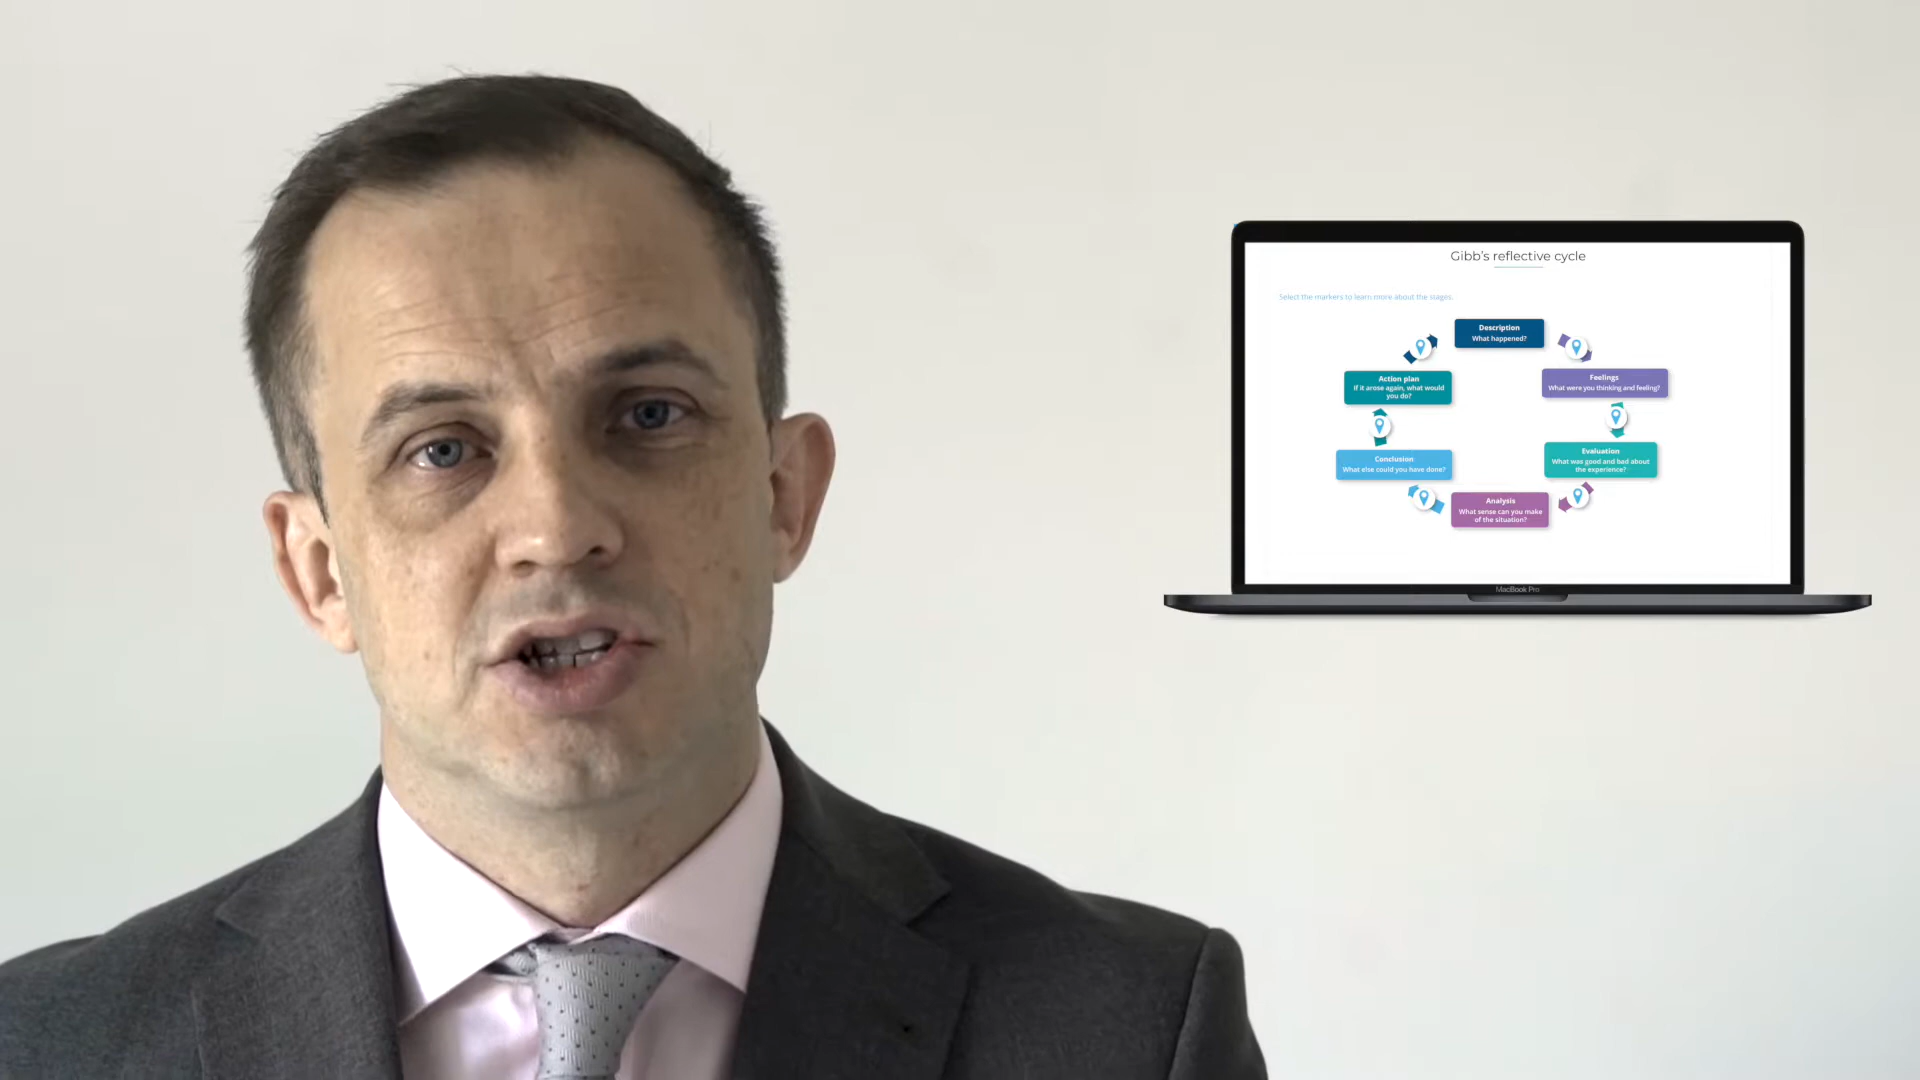 Gibb's reflective cycle
Select the markers to learn more about the stages.
Description
What happened?
Feelings
What were you thinking and feeling?
Evaluation
What was good and bad about
the experience?
Analysis
What sense can you make
of the situation?
Conclusion
What else could you have done?
Action plan
If it arose again, what would
you do?
MacBook Pro